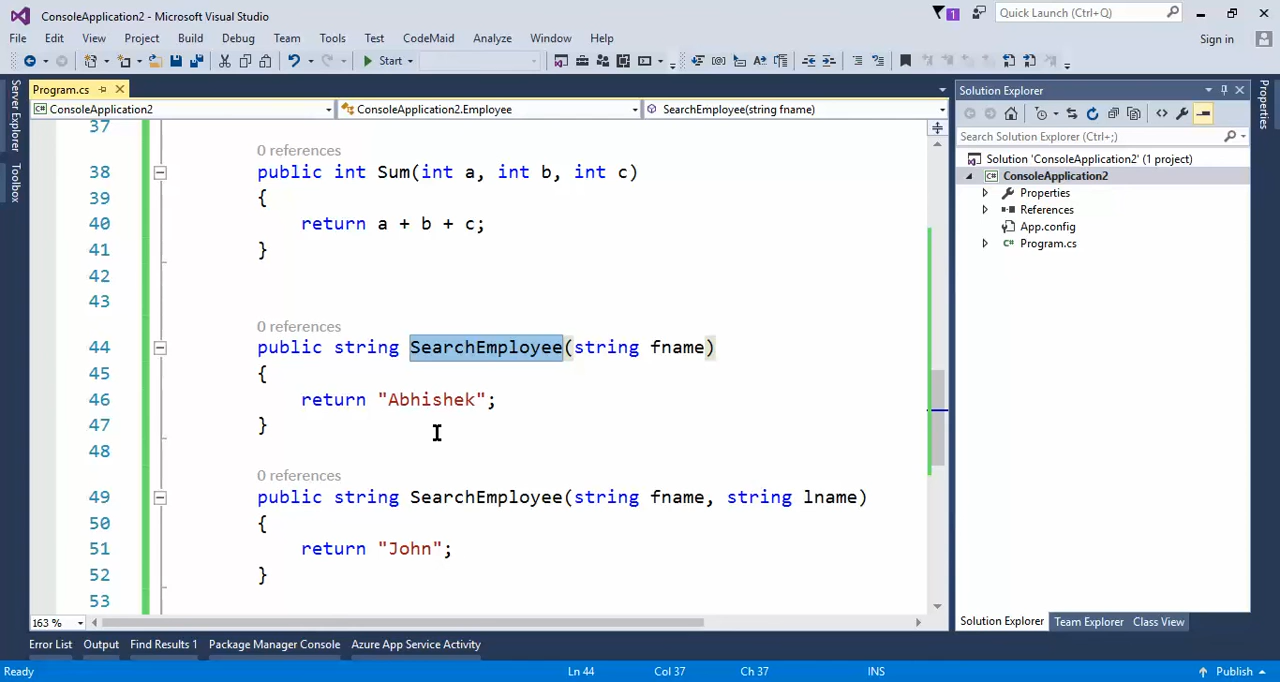 ConsoleApplication2 - Microsoft Visual Studio
1
Quick Launch (Ctrl+Q)
File Edit View Project Build Debug Team Tools Test CodeMaid Analyze Window Help
Sign in
Start
Server Explorer
Toolbox
Program.cs
ConsoleApplication2
ConsoleApplication2.Employee
SearchEmployee(string fname)
37
0 references
38 public int Sum(int a, int b, int c)
39 {
40 return a + b + c;
41 }
42
43
0 references
44 public string SearchEmployee(string fname)
45 {
46 return "Abhishek";
47 }
48
0 references
49 public string SearchEmployee(string fname, string lname)
50 {
51 return "John";
52 }
53
163 %
Solution Explorer
Search Solution Explorer (Ctrl+;)
Solution 'ConsoleApplication2' (1 project)
C# ConsoleApplication2
Properties
References
App.config
C# Program.cs
Solution Explorer Team Explorer Class View
Properties
Error List Output Find Results 1 Package Manager Console Azure App Service Activity
Ready Ln 44 Col 37 Ch 37 INS Publish